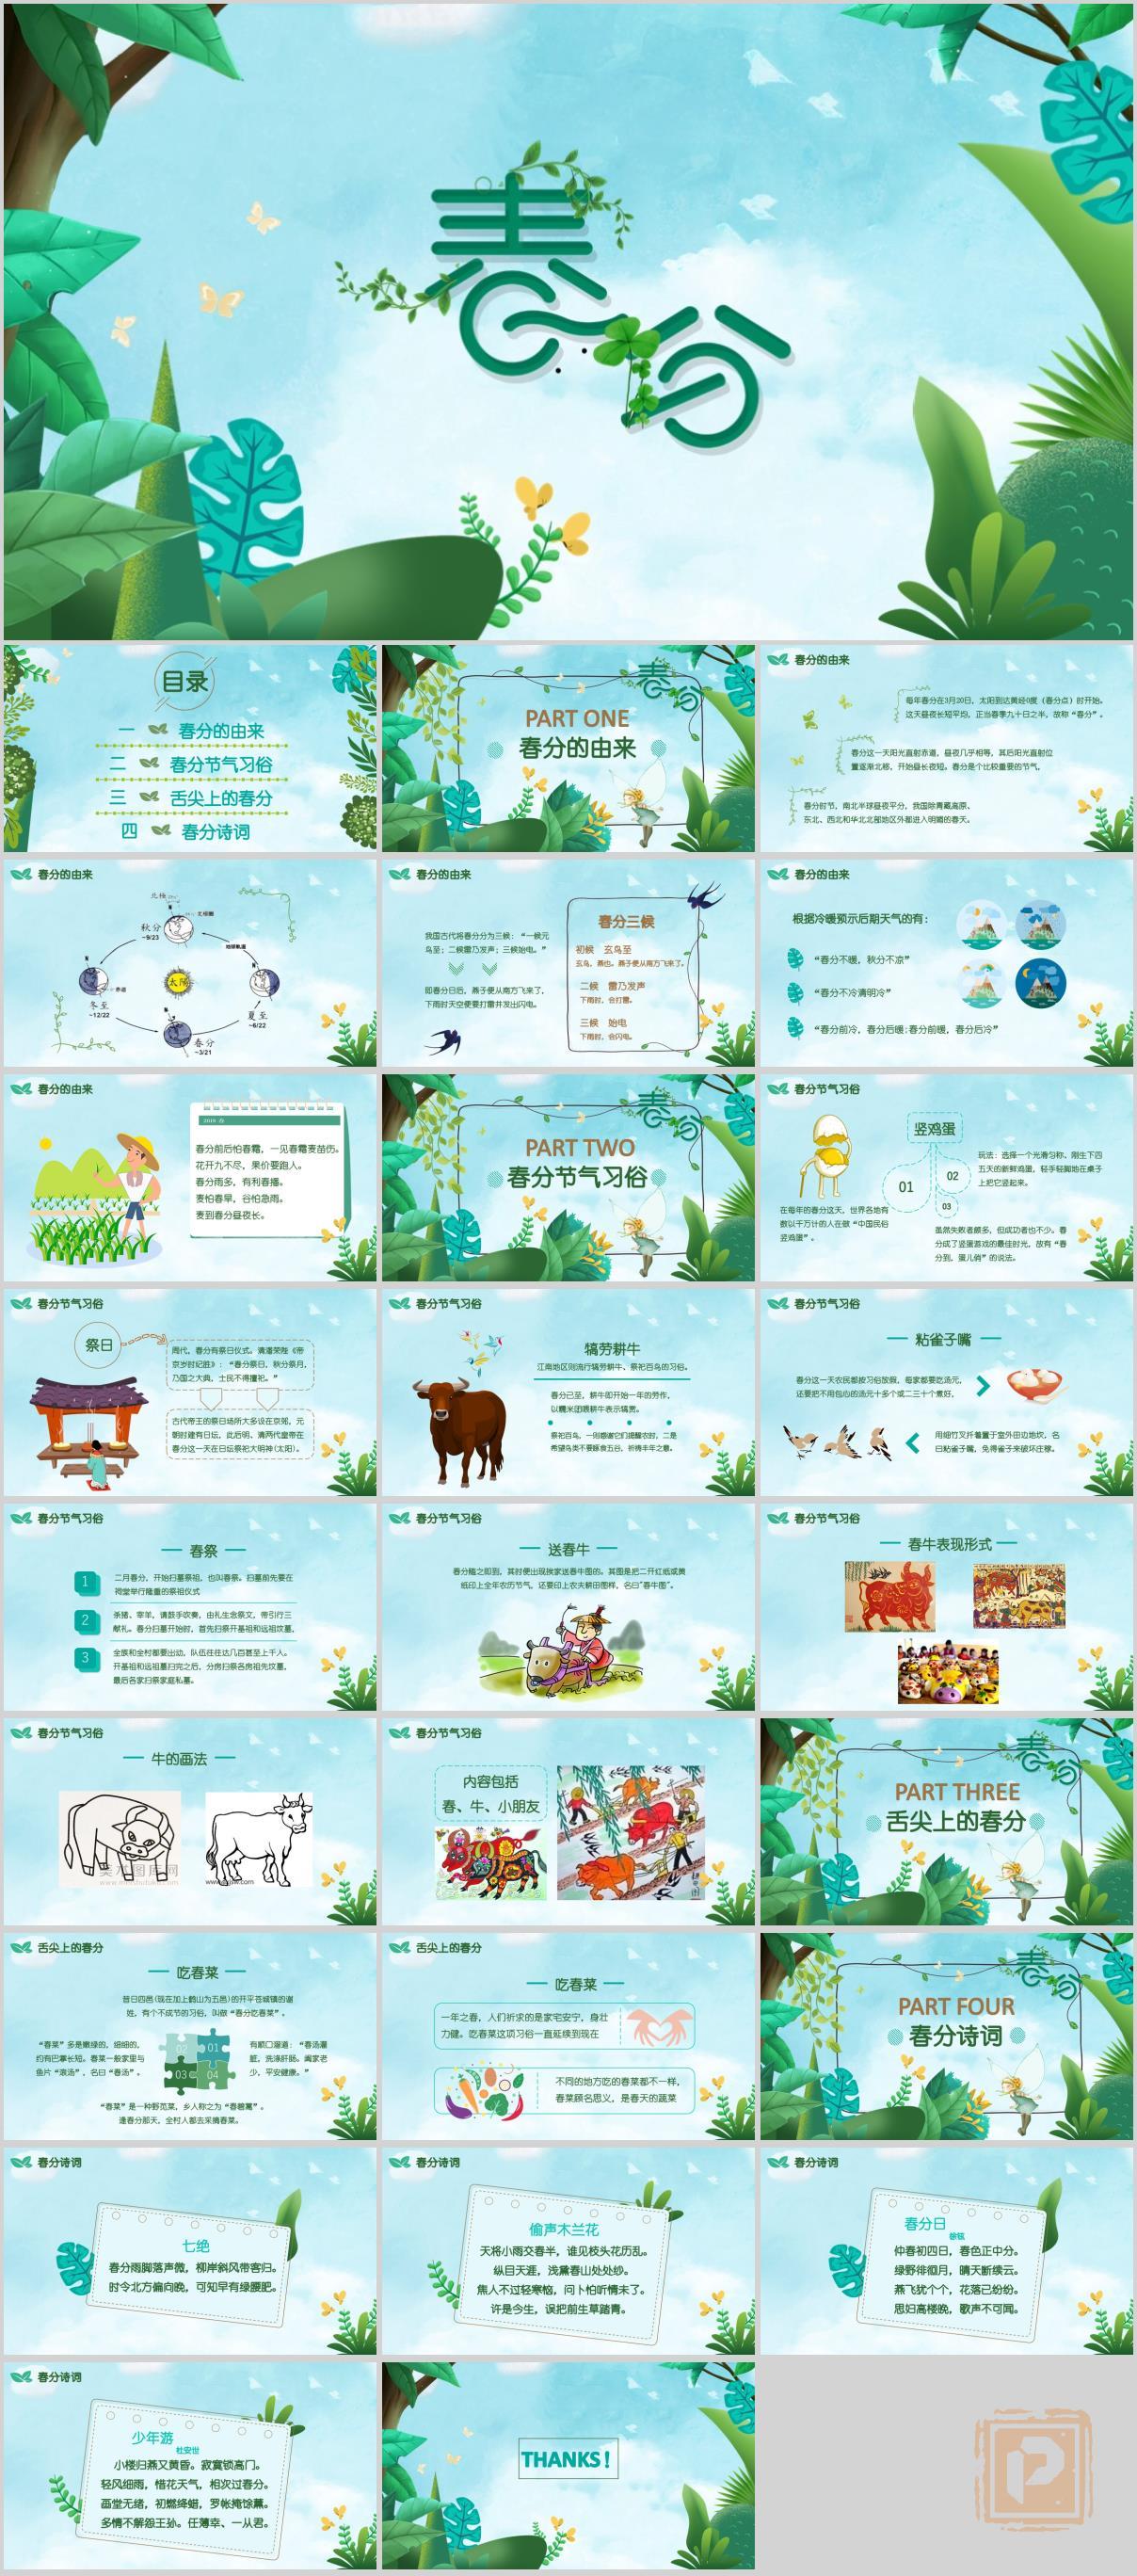 春分
目录
一 春分的由来
二 春分节气习俗
三 舌尖上的春分
四 春分诗词
PART ONE
春分的由来
春分
春分的由来
每年春分在3月20日，太阳到达黄经0度（春分点）时开始。
这天昼夜长短平均，正当春季九十日之半，故称“春分”。
春分这一天阳光直射赤道，昼夜几乎相等，其后阳光直射位
置逐渐北移，开始昼长夜短。春分是个比较重要的节气，
春分时节，南北半球昼夜平分，我国除青藏高原、
东北、西北和华北北部地区外都进入明媚的春天。
春分的由来
北极
秋分
~9/23
地球轨道
太陽
冬至
~12/22
夏至
~6/22
春分
~3/21
春分的由来
我国古代将春分分为三候：“一候元
鸟至；二候雷乃发声；三候始电。”
即春分日后，燕子便从南方飞来了，
下雨时天空便要打雷并发出闪电。
春分三候
初候 玄鸟至
玄鸟，燕也。燕子便从南方飞来了。
二候 雷乃发声
下雨时，会打雷。
三候 始电
下雨时，会闪电。
春分的由来
根据冷暖预示后期天气的有：
“春分不暖，秋分不凉”
“春分不冷清明冷”
“春分前冷，春分后暖；春分前暖，春分后冷”
春分的由来
春分前后怕春霜，一见春霜麦苗伤。
花开九不尽，果价要跑人。
春分雨多，有利春播。
麦怕春旱，谷怕急雨。
麦到春分昼夜长。
PART TWO
春分节气习俗
春分
春分节气习俗
竖鸡蛋
01
02
03
在每年的春分这天，世界各地有
数以千万计的人在做“中国民俗
竖鸡蛋”。
玩法：选择一个光滑匀称、刚生下四
五天的新鲜鸡蛋，轻手轻脚地在桌子
上把它竖起来。
虽然失败者颇多，但成功者也不少。春
分成了竖蛋游戏的最佳时光，故有“春
分到，蛋儿俏”的说法。
春分节气习俗
祭日
周代，春分有祭日仪式。清潘荣陛《帝
京岁时纪胜》：“春分祭日，秋分祭月，
乃国之大典，士民不得擅祀。”
古代帝王的祭日场所大多设在京郊。元
朝时建有日坛，此后明、清两代皇帝在
春分这一天在日坛祭祀大明神(太阳)。
春分节气习俗
犒劳耕牛
江南地区则流行犒劳耕牛、祭祀百鸟的习俗。
春分已至，耕牛即开始一年的劳作，
以糯米团喂耕牛表示犒赏。
祭祀百鸟，一则感谢它们提醒农时，二是
希望鸟类不要啄食五谷，祈祷丰年之意。
春分节气习俗
粘雀子嘴
春分这一天农民都按习俗放假，每家都要吃汤元，
还要把不用包心的汤元十多个或二三十个煮好，
用细竹叉扦着置于室外田边地坎，名
曰粘雀子嘴，免得雀子来破坏庄稼。
春分节气习俗
春祭
1
二月春分，开始扫墓祭祖，也叫春祭。扫墓前先要在
祠堂举行隆重的祭祖仪式
2
杀猪、宰羊，请鼓手吹奏，由礼生念祭文，带引行三
献礼。春分扫墓开始时，首先扫祭开基祖和远祖坟墓，
3
全族和全村都要出动，队伍往往达几百甚至上千人。
开基祖和远祖墓扫完之后，分房扫祭各房祖先坟墓，
最后各家扫祭家庭私墓。
春分节气习俗
送春牛
春分随之即到，其时便出现挨家送春牛图的。其图是把二开红纸或黄
纸印上全年农历节气，还要印上农夫耕田图样，名曰“春牛图”。
春分节气习俗
春牛表现形式
春分节气习俗
牛的画法
春分节气习俗
内容包括
春、牛、小朋友
PART THREE
舌尖上的春分
春分
舌尖上的春分
吃春菜
昔日四邑(现在加上鹤山为五邑)的开平苍城镇的谢
姓，有个不成节的习俗，叫做“春分吃春菜”。
“春菜”多是嫩绿的，细细的，
约有巴掌长短。春菜一般家里与
鱼片“滚汤”，名曰“春汤”。
02
01
03
04
有顺口溜道：“春汤灌
脏，洗涤肝肠。阖家老
少，平安健康。”
“春菜”是一种野苋菜，乡人称之为“春碧蒿”。
逢春分那天，全村人都去采摘春菜。
舌尖上的春分
吃春菜
一年之春，人们祈求的是家宅安宁，身壮
力健。吃春菜这项习俗一直延续到现在
不同的地方吃的春菜都不一样，
春菜顾名思义，是春天的蔬菜
PART FOUR
春分诗词
春分
春分诗词
七绝
春分雨脚落声微，柳岸斜风带客归。
时令北方偏向晚，可知早有绿腰肥。
春分诗词
偷声木兰花
天将小雨交春半，谁见枝头花历乱。
纵目天涯，浅黛春山处处纱。
焦人不过轻寒恼，问卜怕听情未了。
许是今生，误把前生草踏青。
春分诗词
春分日
徐铉
仲春初四日，春色正中分。
绿野徘徊月，晴天断续云。
燕飞犹个个，花落已纷纷。
思妇高楼晚，歌声不可闻。
春分诗词
少年游
杜安世
小楼归燕又黄昏。寂寞锁高门。
轻风细雨，惜花天气，相次过春分。
画堂无绪，初燃绛蜡，罗帐掩馀薰。
多情不解怨王孙。任薄幸、一从君。
THANKS!